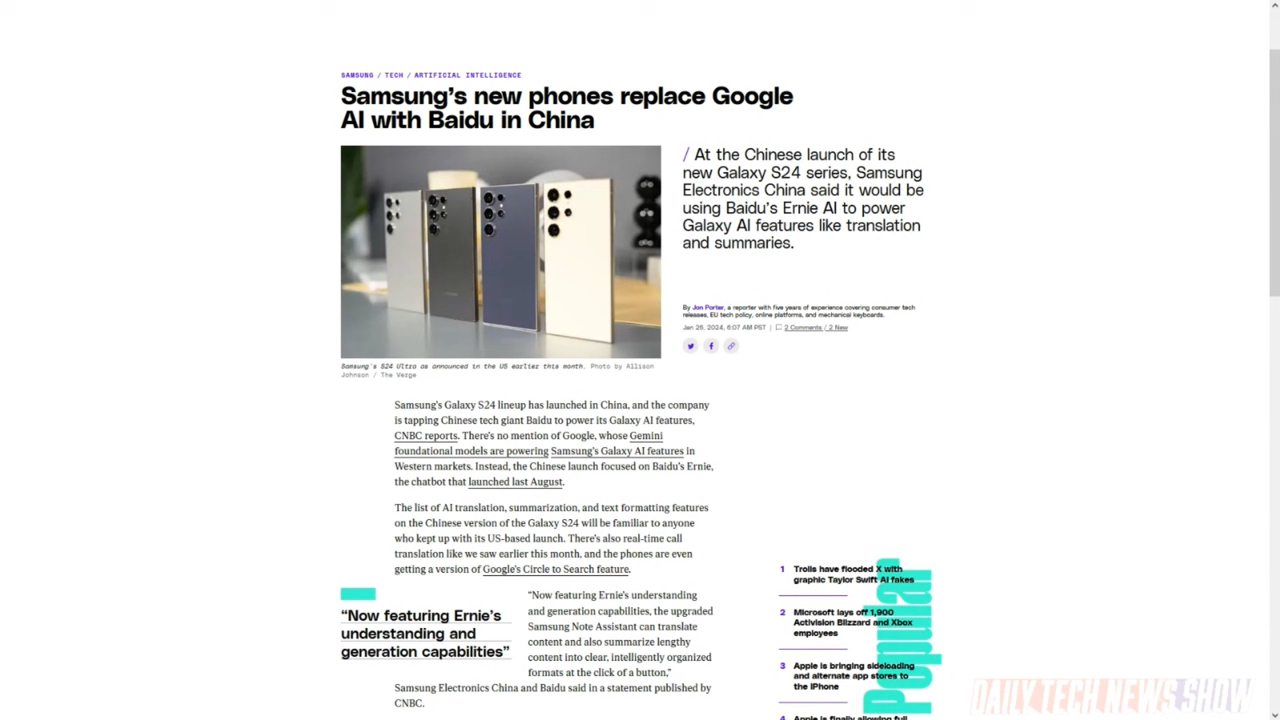 SAMSUNG / TECH / ARTIFICIAL INTELLIGENCE
Samsung's new phones replace Google
AI with Baidu in China
/ At the Chinese launch of its
new Galaxy S24 series, Samsung
Electronics China said it would be
using Baidu's Ernie AI to power
Galaxy AI features like translation
and summaries.
By Jon Porter, a reporter with five years of experience covering consumer tech
releases, EU tech policy, online platforms, and mechanical keyboards.
Jan 26, 2024, 6:07 AM PST | 2 Comments / 2 New
Samsung's S24 Ultra as announced in the US earlier this month. Photo by Allison
Johnson / The Verge
Samsung's Galaxy S24 lineup has launched in China, and the company
is tapping Chinese tech giant Baidu to power its Galaxy AI features,
CNBC reports. There's no mention of Google, whose Gemini
foundational models are powering Samsung's Galaxy AI features in
Western markets. Instead, the Chinese launch focused on Baidu's Ernie,
the chatbot that launched last August.
The list of AI translation, summarization, and text formatting features
on the Chinese version of the Galaxy S24 will be familiar to anyone
who kept up with its US-based launch. There's also real-time call
translation like we saw earlier this month, and the phones are even
getting a version of Google's Circle to Search feature.
"Now featuring Ernie's
understanding and
generation capabilities"
"Now featuring Ernie's understanding
and generation capabilities, the upgraded
Samsung Note Assistant can translate
content and also summarize lengthy
content into clear, intelligently organized
formats at the click of a button,"
Samsung Electronics China and Baidu said in a statement published by
CNBC.
Popular
1 Trolls have flooded X with
graphic Taylor Swift AI fakes
2 Microsoft lays off 1,900
Activision Blizzard and Xbox
employees
3 Apple is bringing sideloading
and alternate app stores to
the iPhone
4 Apple is finally allowing full
DAILY TECH NEWS SHOW